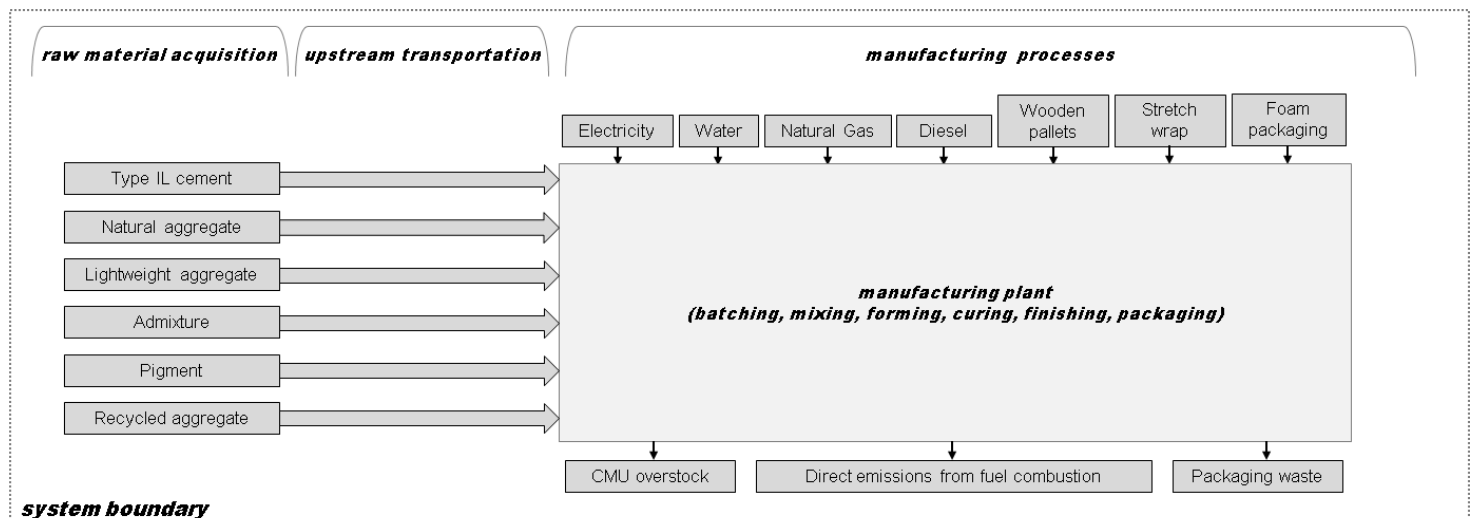 raw material acquisition
upstream transportation
manufacturing processes
Electricity
Water
Natural Gas
Diesel
Wooden
pallets
Stretch
wrap
Foam
packaging
Type IL cement
Natural aggregate
Lightweight aggregate
Admixture
Pigment
Recycled aggregate
manufacturing plant
(batching, mixing, forming, curing, finishing, packaging)
CMU overstock
Direct emissions from fuel combustion
Packaging waste
system boundary